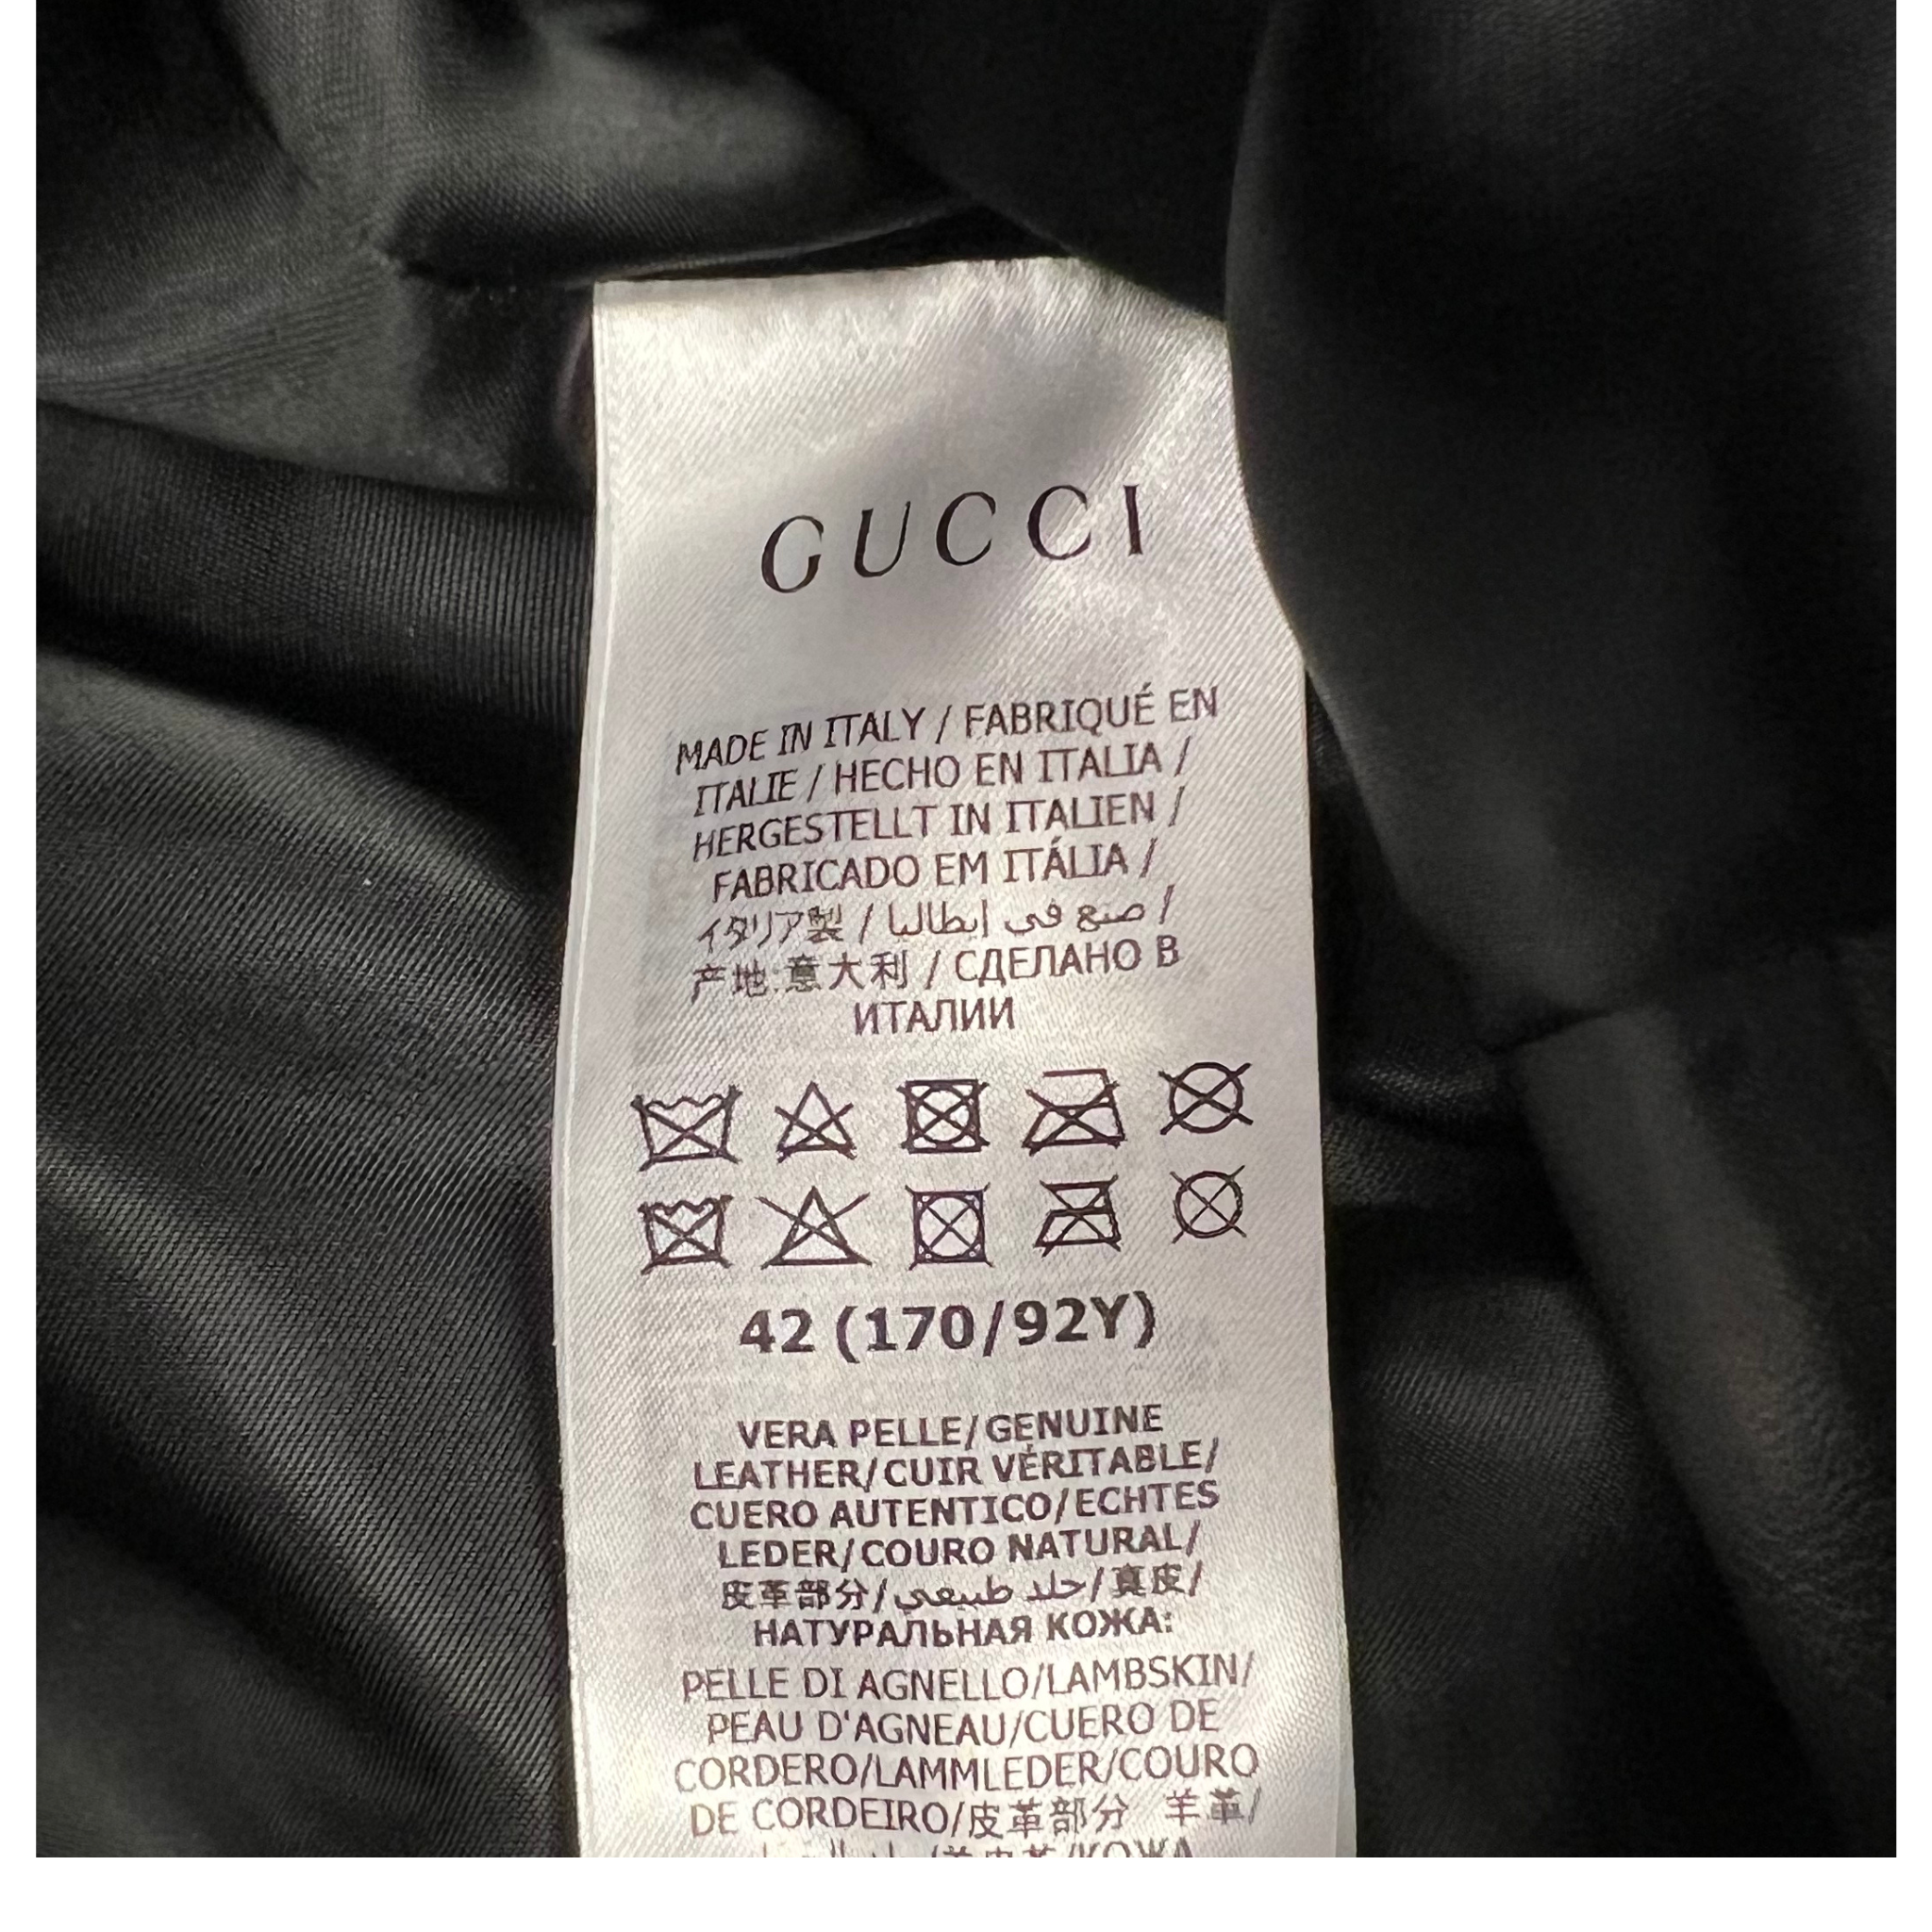 GUCCI
MADE IN ITALY / FABRIQUÉ EN
ITALIE / HECHO EN ITALIA /
HERGESTELLT IN ITALIEN /
FABRICADO EM ITÁLIA /
イタリア製 / صنع في إيطاليا /
产地:意大利 / СДЕЛАНО В
ИТАЛИИ
42 (170/92Y)
VERA PELLE/GENUINE
LEATHER/CUIR VÉRITABLE/
CUERO AUTENTICO/ECHTES
LEDER/COURO NATURAL/
皮革部分/جلد طبيعي/真皮/
НАТУРАЛЬНАЯ КОЖА:
PELLE DI AGNELLO/LAMBSKIN/
PEAU D'AGNEAU/CUERO DE
CORDERO/LAMMLEDER/COURO
DE CORDEIRO/皮革部分 羊革/
КОЖА